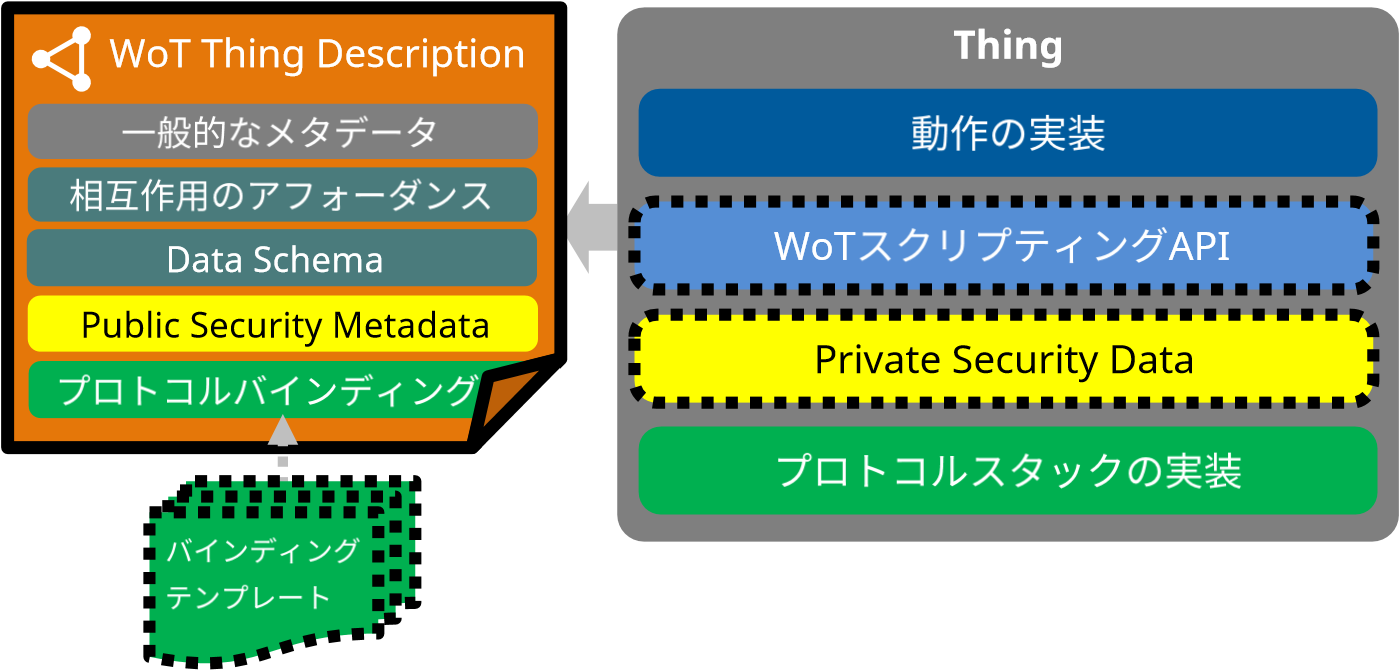 WoT Thing Description
一般的なメタデータ
相互作用のアフォーダンス
Data Schema
Public Security Metadata
プロトコルバインディング
バインディング
テンプレート
Thing
動作の実装
WoTスクリプティングAPI
Private Security Data
プロトコルスタックの実装